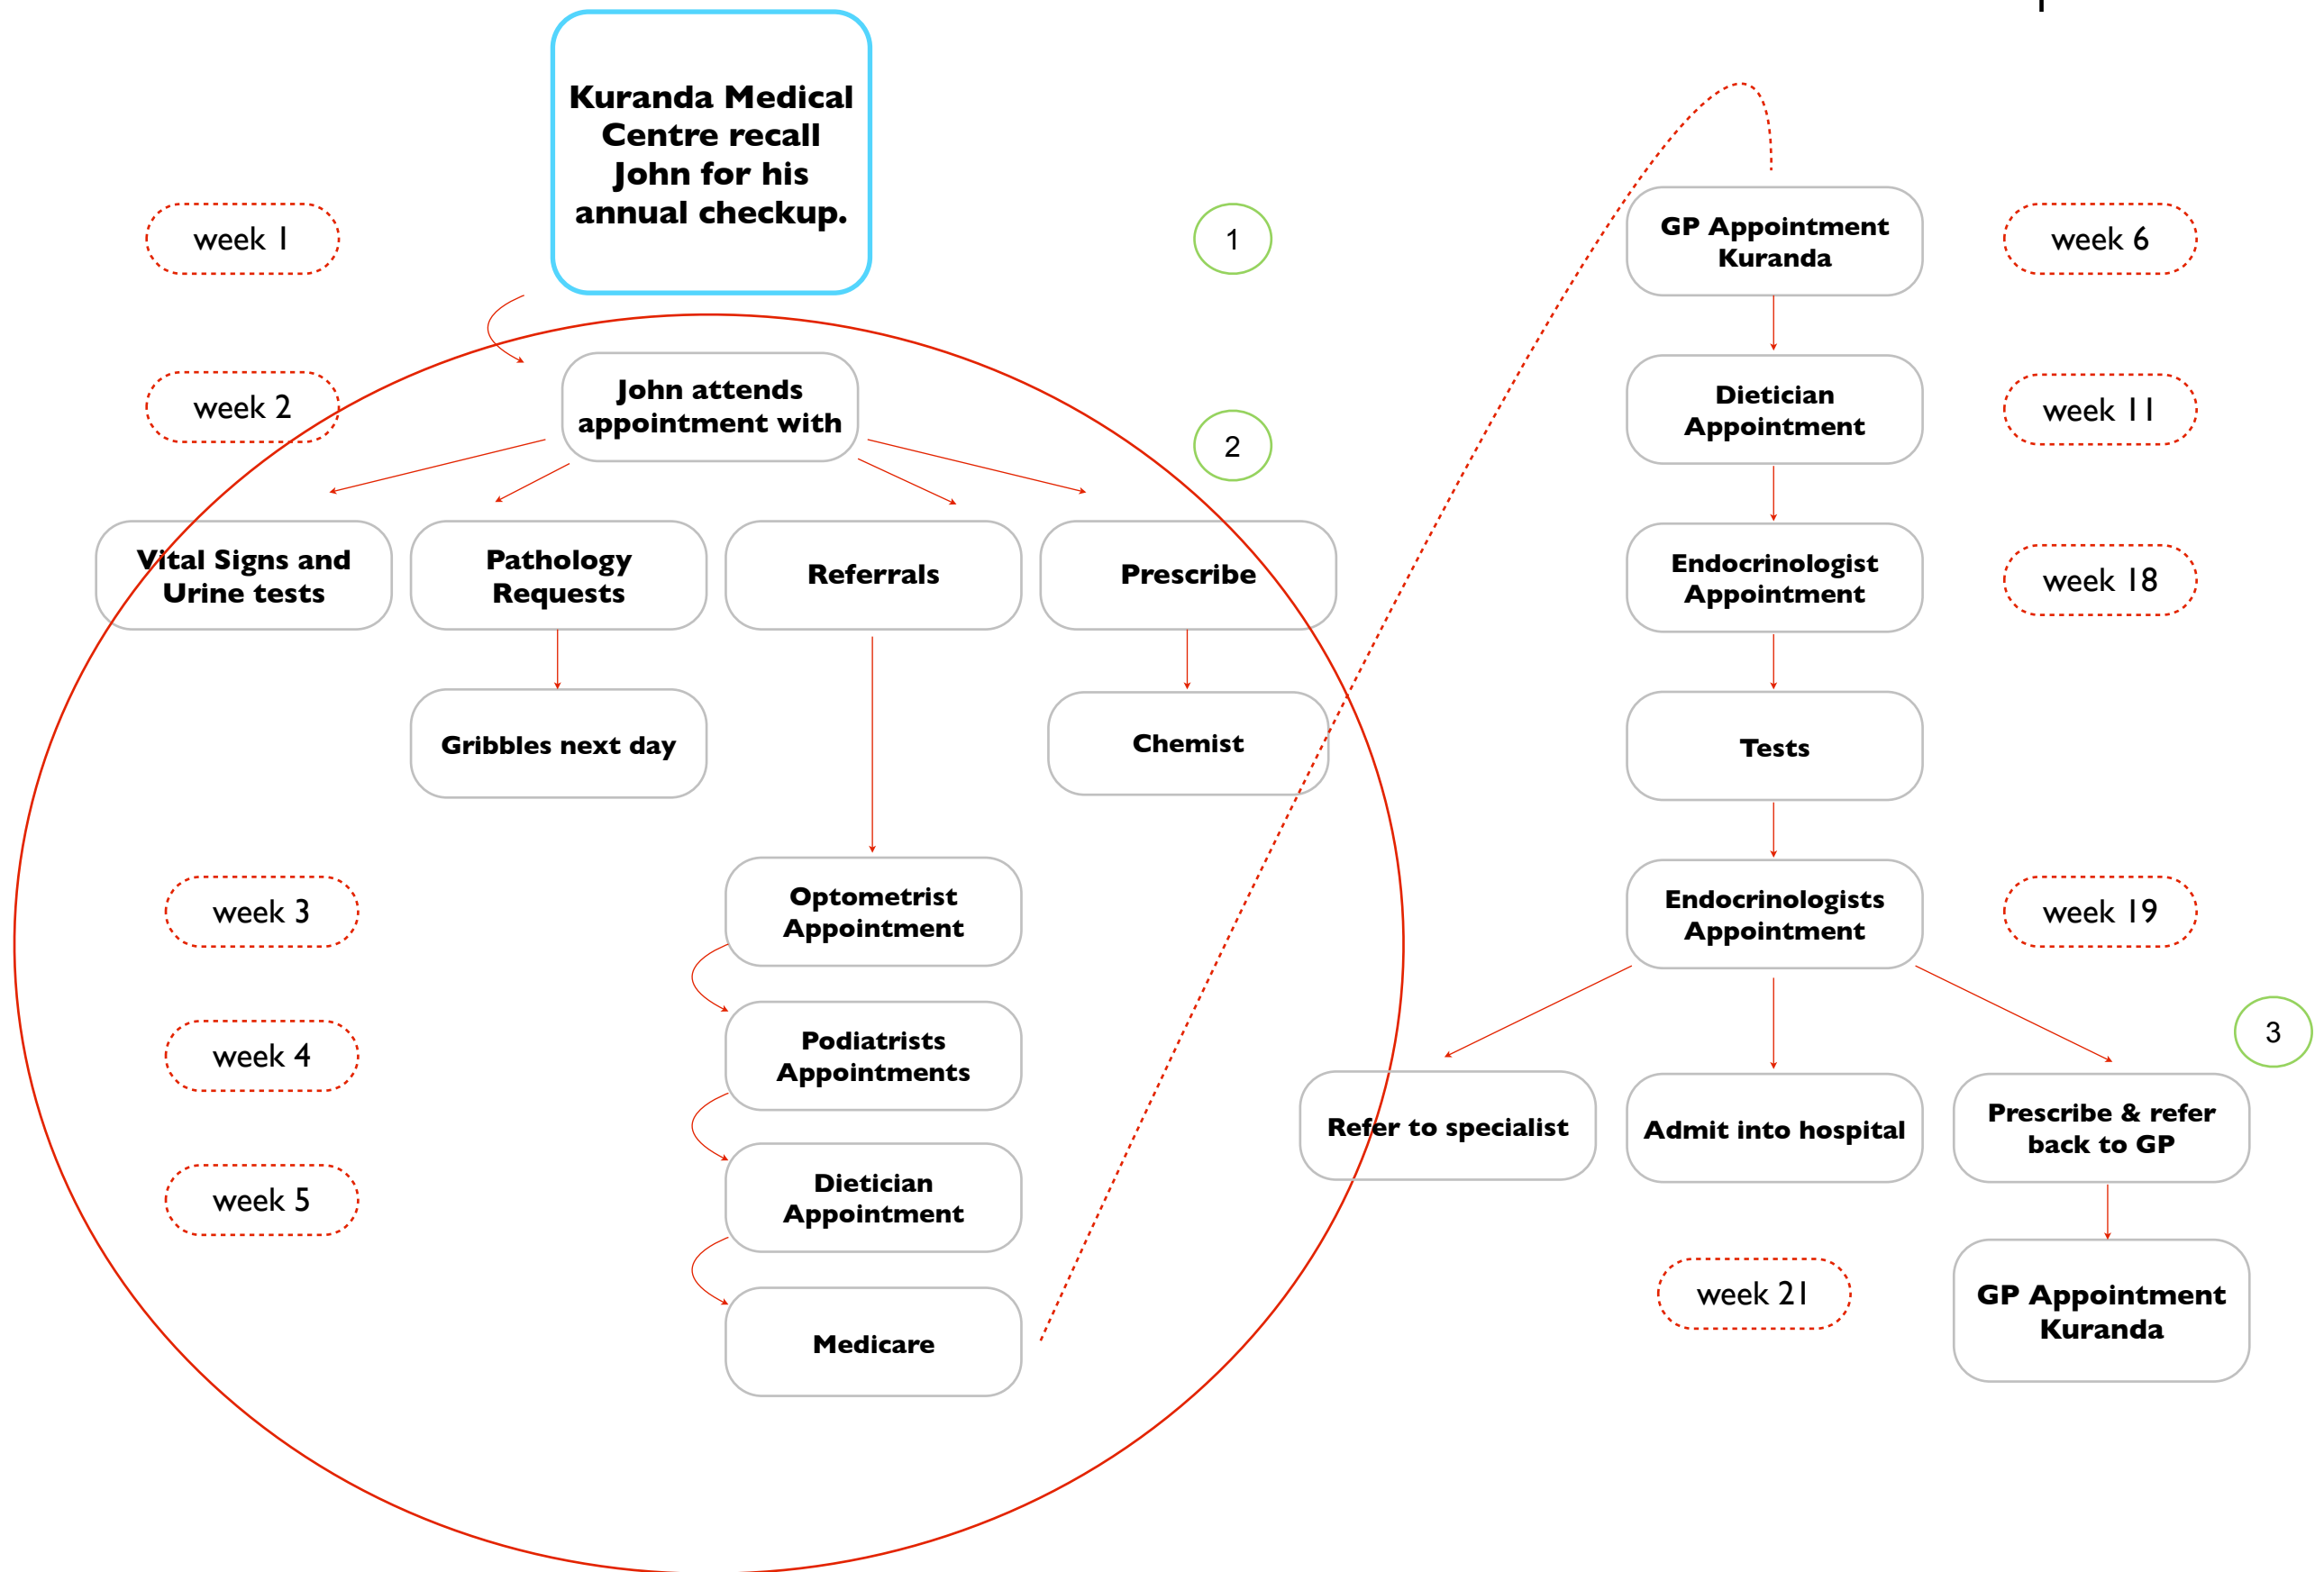 Kuranda Medical
Centre recall
John for his
annual checkup.
week 1
1
week 2
John attends
appointment with
2
Vital Signs and
Urine tests
Pathology
Requests
Referrals
Prescribe
Gribbles next day
Chemist
week 3
Optometrist
Appointment
week 4
Podiatrists
Appointments
week 5
Dietician
Appointment
Medicare
GP Appointment
Kuranda
week 6
Dietician
Appointment
week 11
Endocrinologist
Appointment
week 18
Tests
Endocrinologists
Appointment
week 19
3
Refer to specialist
Admit into hospital
Prescribe & refer
back to GP
week 21
GP Appointment
Kuranda